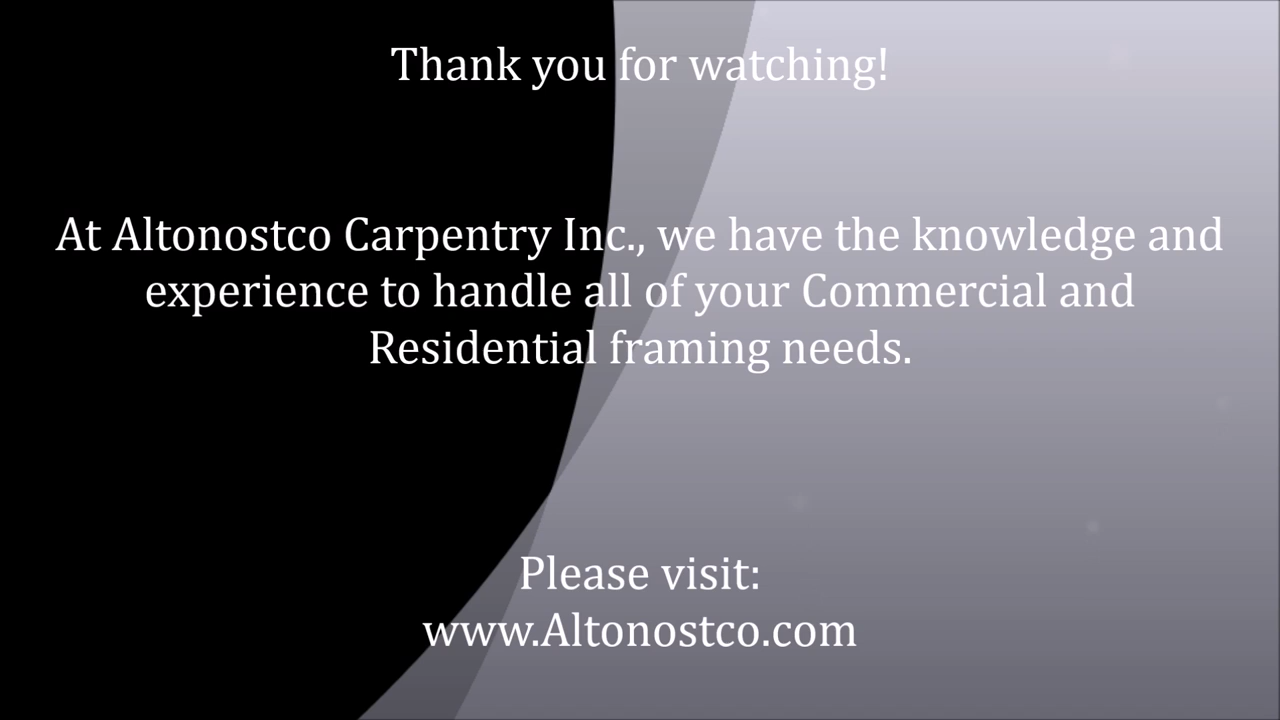 Thank you for watching!
At Altonostco Carpentry Inc., we have the knowledge and
experience to handle all of your Commercial and
Residential framing needs.
Please visit:
www.Altonostco.com